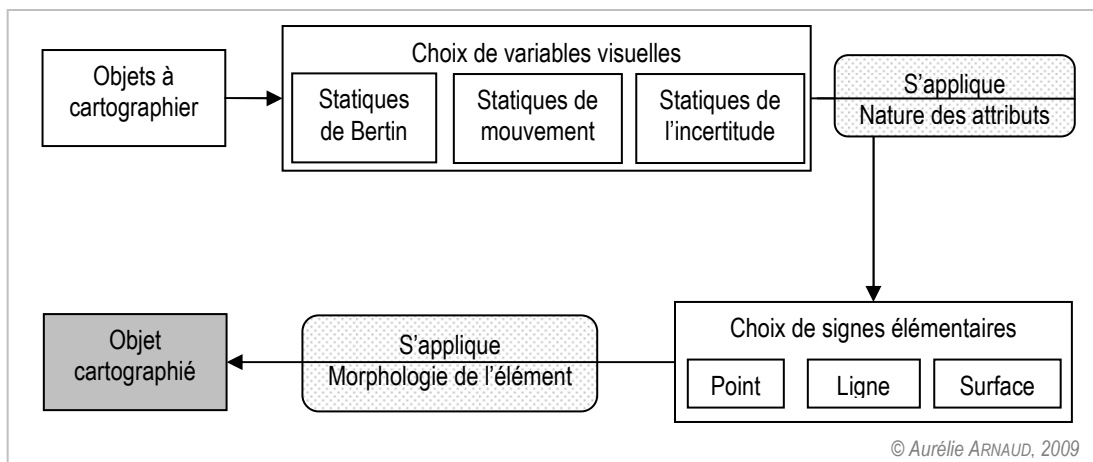 Objets à
cartographier
Choix de variables visuelles
Statiques
de Bertin
Statiques de
mouvement
Statiques de
l'incertitude
S'applique
Nature des attributs
Choix de signes élémentaires
Point
Ligne
Surface
S'applique
Morphologie de l'élément
Objet
cartographié
© Aurélie ARNAUD, 2009